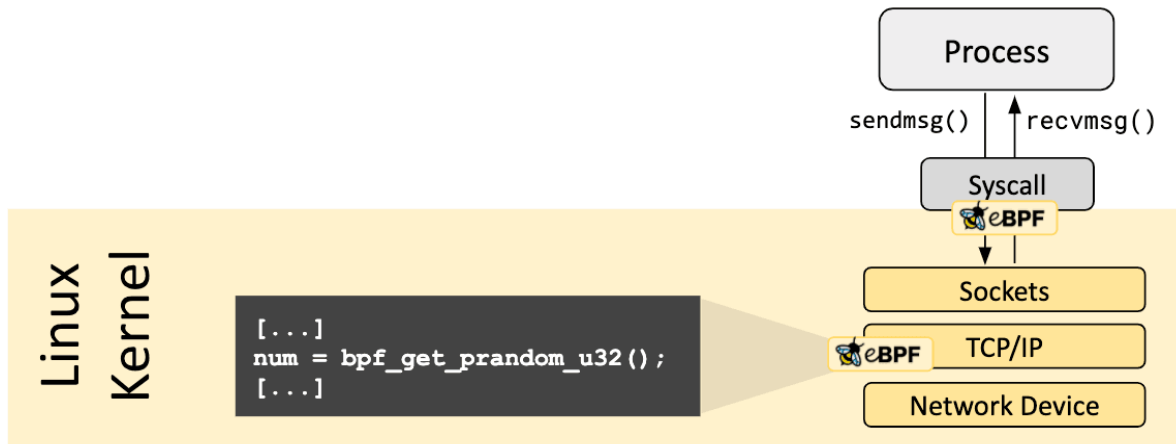 Process
sendmsg()
recvmsg()
Syscall
eBPF
Linux
Kernel
Sockets
[...]
num = bpf_get_prandom_u32();
[...]
eBPF
TCP/IP
Network Device